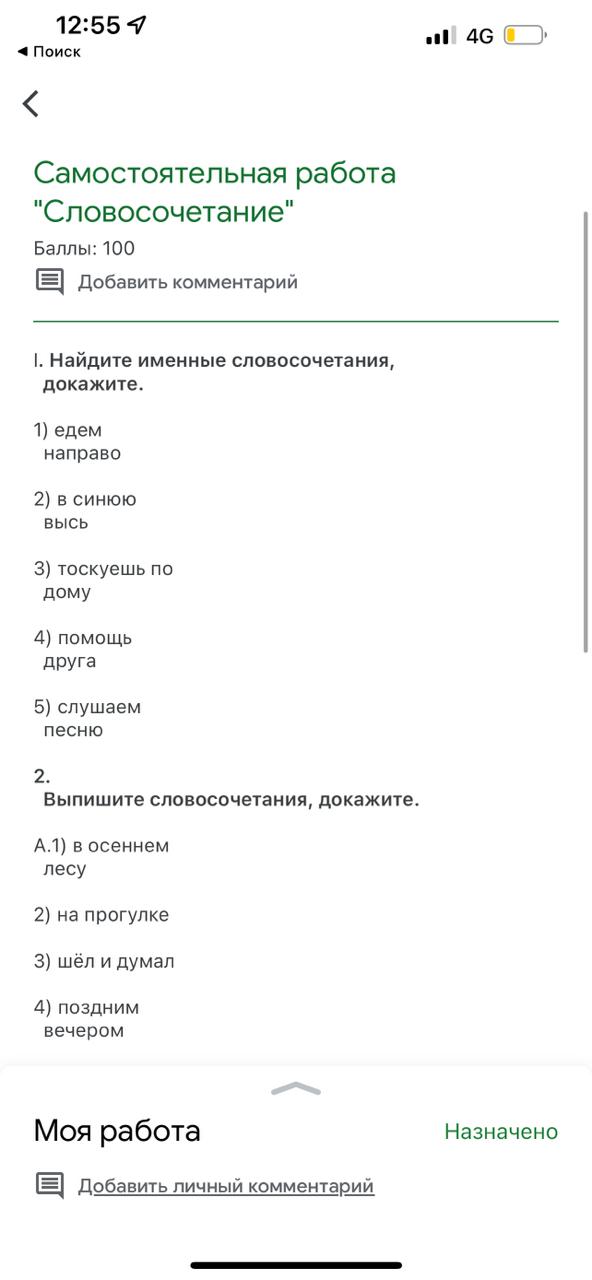 12:55
4G
◀ Поиск
Самостоятельная работа
"Словосочетание"
Баллы: 100
Добавить комментарий
I. Найдите именные словосочетания,
докажите.
1) едем
направо
2) в синюю
высь
3) тоскуешь по
дому
4) помощь
друга
5) слушаем
песню
2.
Выпишите словосочетания, докажите.
А.1) в осеннем
лесу
2) на прогулке
3) шёл и думал
4) поздним
вечером
Моя работа
Назначено
Добавить личный комментарий